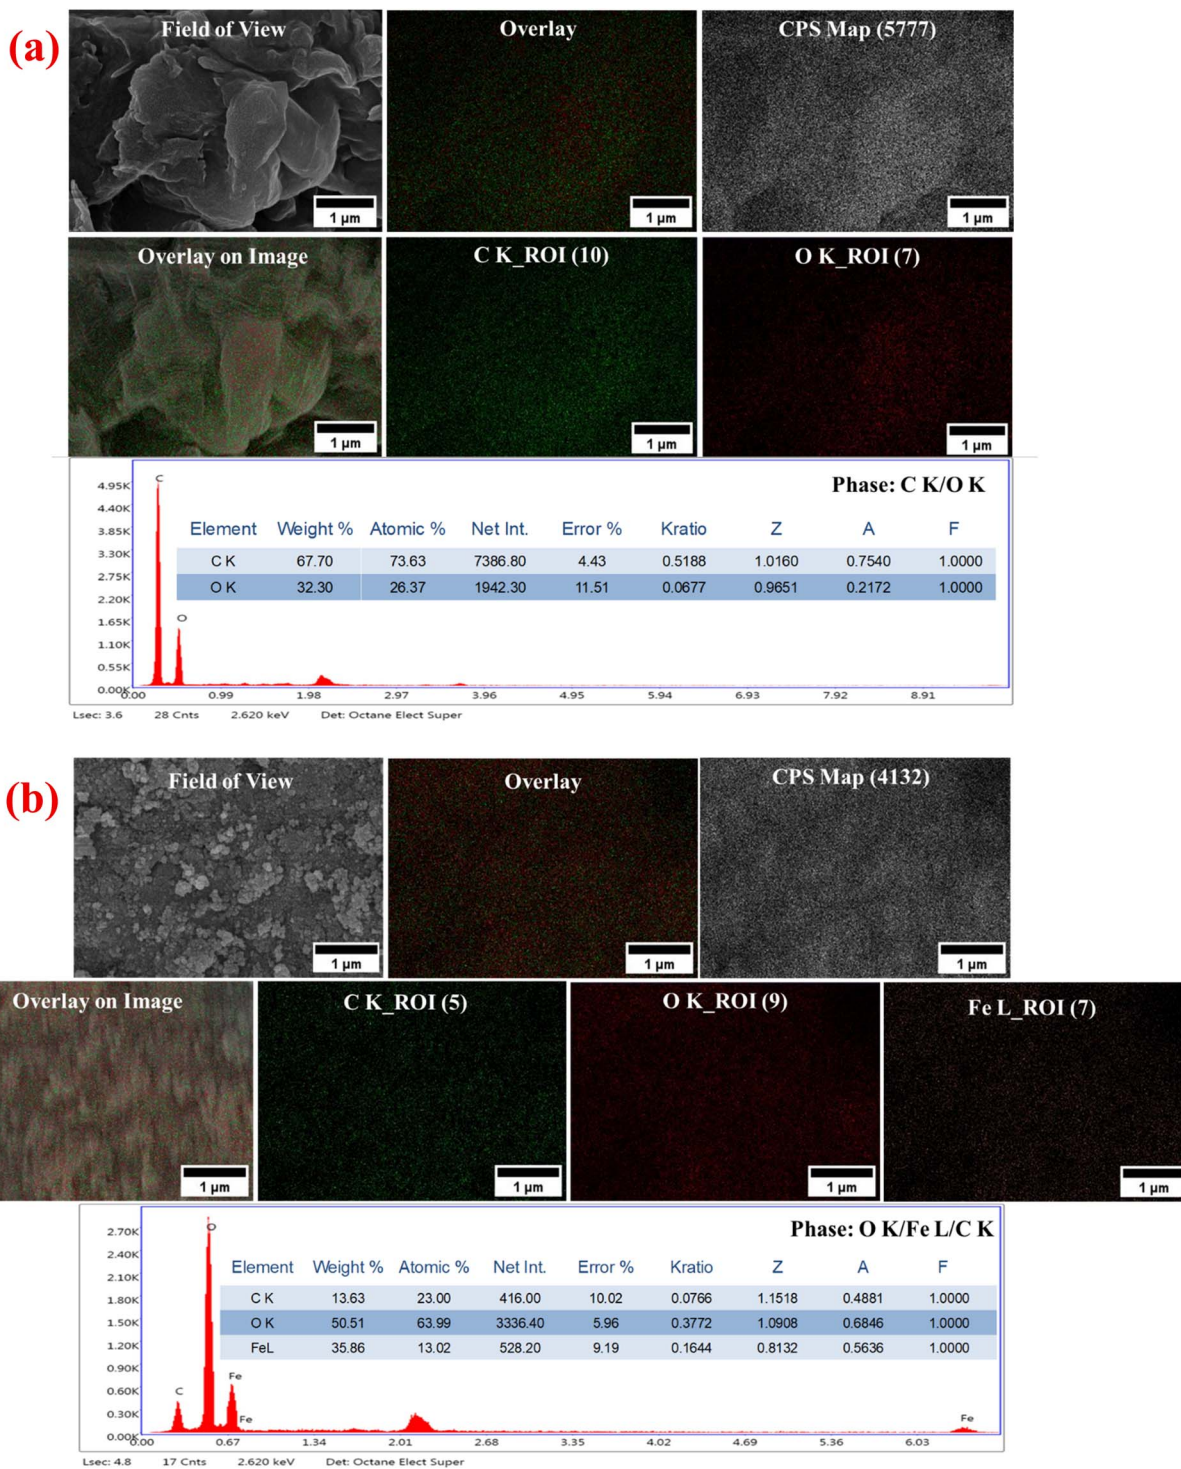 (a)
Field of View
Overlay
CPS Map (5777)
1 µm
1 µm
1 µm
Overlay on Image
C K_ROI (10)
O K_ROI (7)
1 µm
1 µm
1 µm
Phase: C K/O K
Element Weight % Atomic % Net Int. Error % Kratio Z A F
C K 67.70 73.63 7386.80 4.43 0.5188 1.0160 0.7540 1.0000
O K 32.30 26.37 1942.30 11.51 0.0677 0.9651 0.2172 1.0000
C
O
4.95K
4.40K
3.85K
3.30K
2.75K
2.20K
1.65K
1.10K
0.55K
0.00K
0.00 0.99 1.98 2.97 3.96 4.95 5.94 6.93 7.92 8.91
Lsec: 3.6 28 Cnts 2.620 keV Det: Octane Elect Super
(b)
Field of View
Overlay
CPS Map (4132)
1 µm
1 µm
1 µm
Overlay on Image
C K_ROI (5)
O K_ROI (9)
Fe L_ROI (7)
1 µm
1 µm
1 µm
1 µm
Phase: O K/Fe L/C K
Element Weight % Atomic % Net Int. Error % Kratio Z A F
C K 13.63 23.00 416.00 10.02 0.0766 1.1518 0.4881 1.0000
O K 50.51 63.99 3336.40 5.96 0.3772 1.0908 0.6846 1.0000
FeL 35.86 13.02 528.20 9.19 0.1644 0.8132 0.5636 1.0000
C
O
Fe
Fe
Fe
2.70K
2.40K
2.10K
1.80K
1.50K
1.20K
0.90K
0.60K
0.30K
0.00K
0.00 0.67 1.34 2.01 2.68 3.35 4.02 4.69 5.36 6.03
Lsec: 4.8 17 Cnts 2.620 keV Det: Octane Elect Super